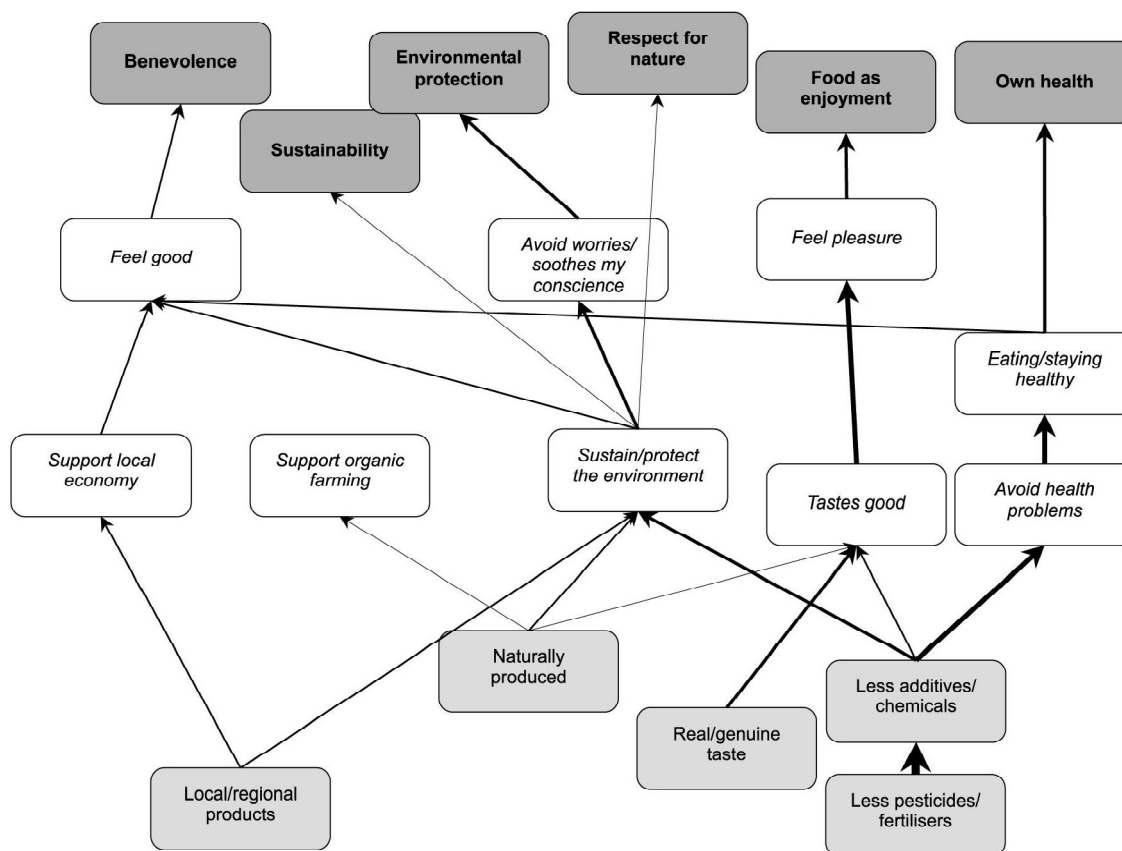 Benevolence
Environmental
protection
Respect for
nature
Food as
enjoyment
Own health
Sustainability
Feel good
Avoid worries/
soothes my
conscience
Feel pleasure
Eating/staying
healthy
Support local
economy
Support organic
farming
Sustain/protect
the environment
Tastes good
Avoid health
problems
Naturally
produced
Less additives/
chemicals
Real/genuine
taste
Local/regional
products
Less pesticides/
fertilisers